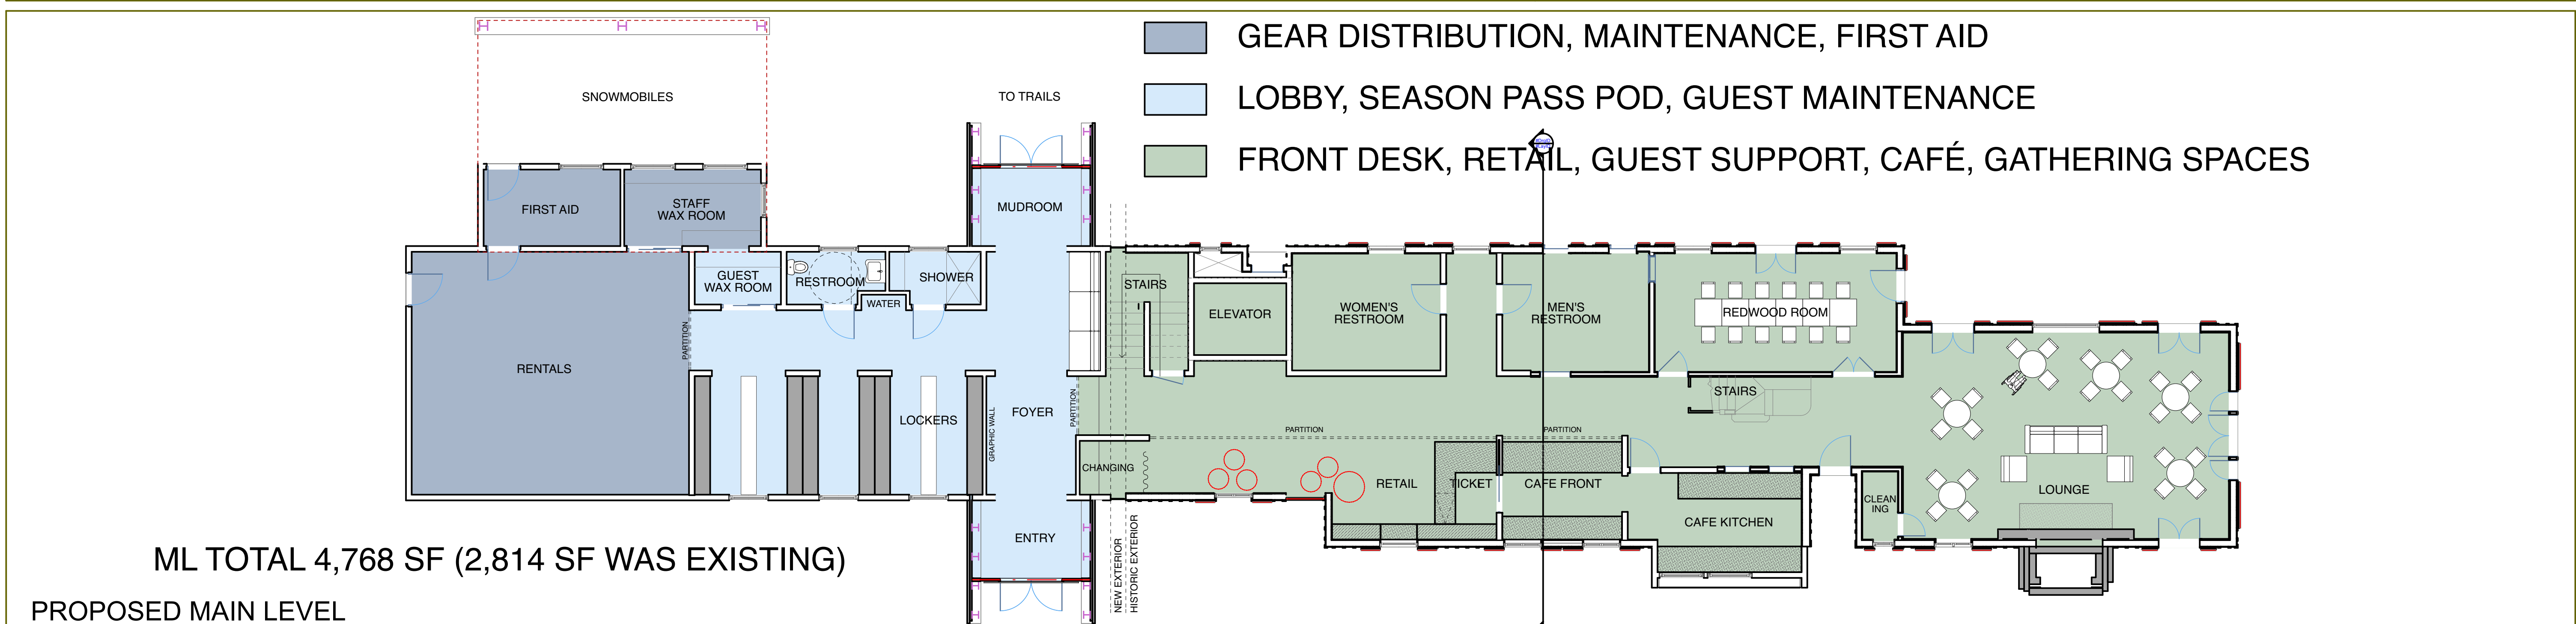 GEAR DISTRIBUTION, MAINTENANCE, FIRST AID
LOBBY, SEASON PASS POD, GUEST MAINTENANCE
FRONT DESK, RETAIL, GUEST SUPPORT, CAFÉ, GATHERING SPACES
SNOWMOBILES
TO TRAILS
FIRST AID
STAFF
WAX ROOM
MUDROOM
GUEST
WAX ROOM
RESTROOM
SHOWER
WATER
STAIRS
ELEVATOR
WOMEN'S
RESTROOM
MEN'S
RESTROOM
REDWOOD ROOM
PARTITION
RENTALS
LOCKERS
GRAPHIC WALL
FOYER
PARTITION
STAIRS
PARTITION
PARTITION
CHANGING
RETAIL
TICKET
CAFE FRONT
CAFE KITCHEN
CLEAN
ING
LOUNGE
ENTRY
NEW EXTERIOR
HISTORIC EXTERIOR
ML TOTAL 4,768 SF (2,814 SF WAS EXISTING)
PROPOSED MAIN LEVEL